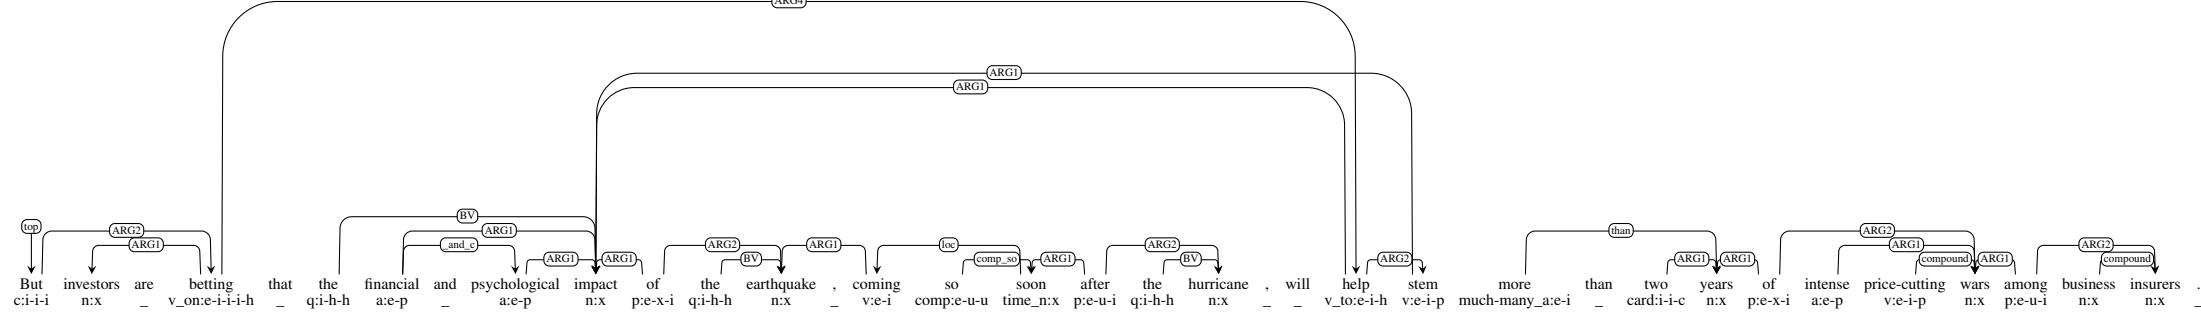 ARG4
ARG1
ARG1
BV
top ARG2 ARG1 than ARG2
ARG1 _and_c ARG2 ARG1 loc ARG2 ARG1 ARG2
ARG1 ARG1 BV comp_so ARG1 BV ARG2 ARG1 ARG1 compound ARG1 compound
But investors are betting that the financial and psychological impact of the earthquake , coming so soon after the hurricane , will help stem more than two years of intense price-cutting wars among business insurers .
c:i-i-i n:x _ v_on:e-i-i-i-h _ q:i-h-h a:e-p _ a:e-p n:x p:e-x-i q:i-h-h n:x _ v:e-i comp:e-u-u time_n:x p:e-u-i q:i-h-h n:x _ _ v_to:e-i-h v:e-i-p much-many_a:e-i _ card:i-i-c n:x p:e-x-i a:e-p v:e-i-p n:x p:e-u-i n:x n:x _